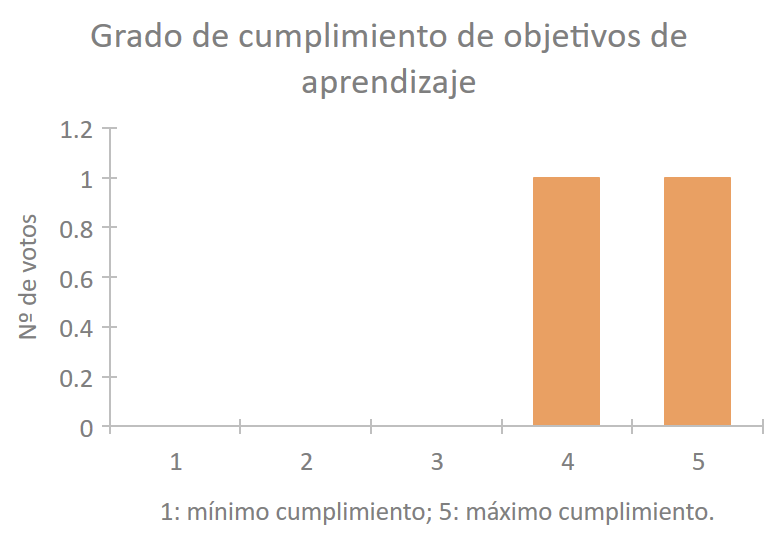 Grado de cumplimiento de objetivos de
aprendizaje
1.2
1
0.8
0.6
0.4
0.2
0
Nº de votos
1 2 3 4 5
1: mínimo cumplimiento; 5: máximo cumplimiento.